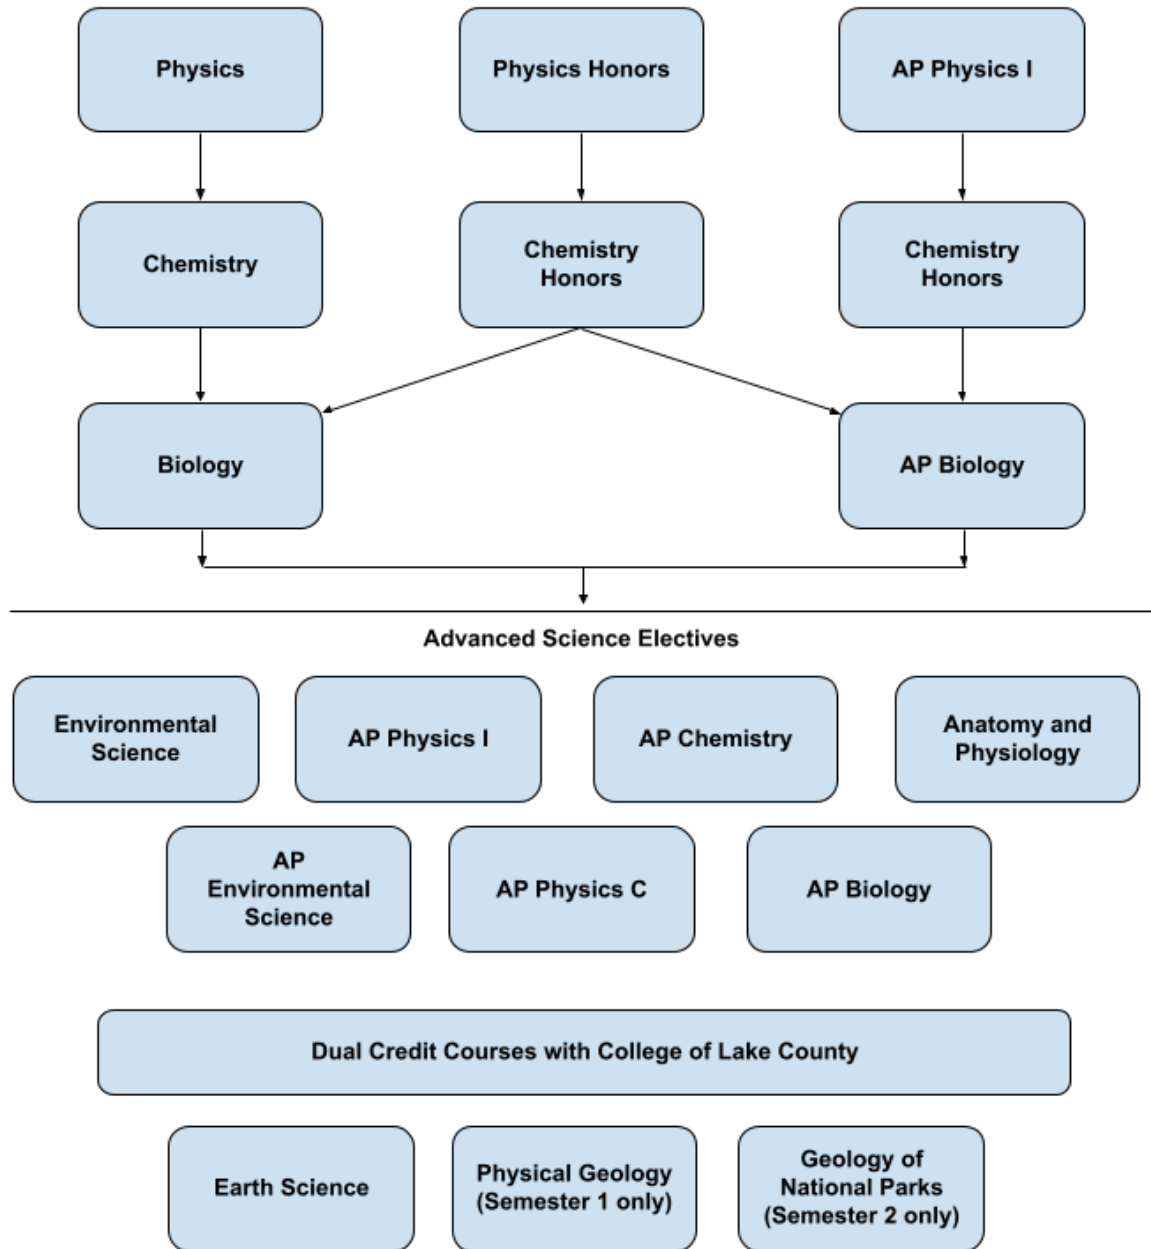 Physics
Physics Honors
AP Physics I
Chemistry
Chemistry
Honors
Chemistry
Honors
Biology
AP Biology
Advanced Science Electives
Environmental
Science
AP Physics I
AP Chemistry
Anatomy and
Physiology
AP
Environmental
Science
AP Physics C
AP Biology
Dual Credit Courses with College of Lake County
Earth Science
Physical Geology
(Semester 1 only)
Geology of
National Parks
(Semester 2 only)